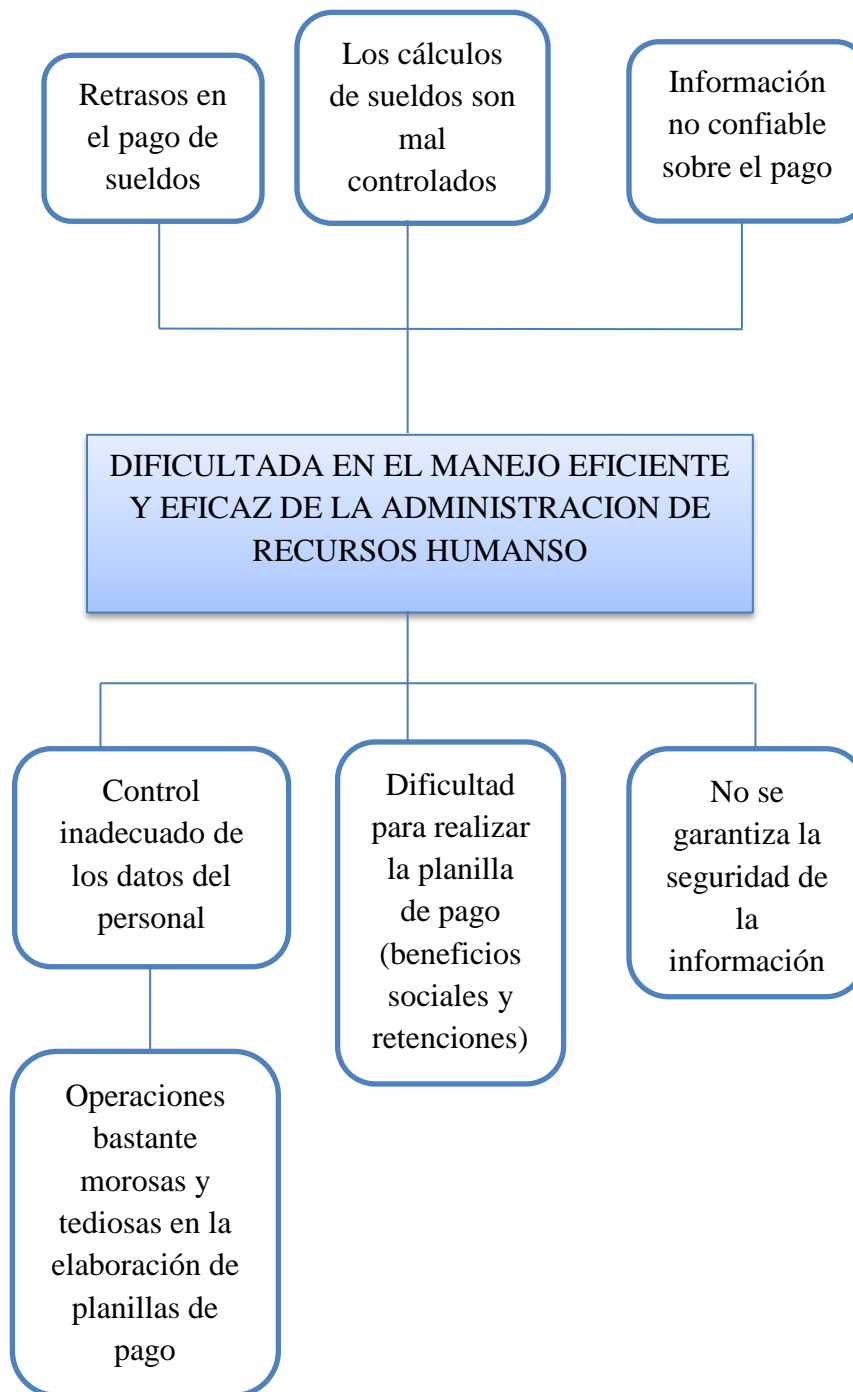 Retrasos en
el pago de
sueldos
Los cálculos
de sueldos son
mal
controlados
Información
no confiable
sobre el pago
DIFICULTADA EN EL MANEJO EFICIENTE
Y EFICAZ DE LA ADMINISTRACION DE
RECURSOS HUMANSO
Control
inadecuado de
los datos del
personal
Dificultad
para realizar
la planilla
de pago
(beneficios
sociales y
retenciones)
No se
garantiza la
seguridad de
la
información
Operaciones
bastante
morosas y
tediosas en la
elaboración de
planillas de
pago